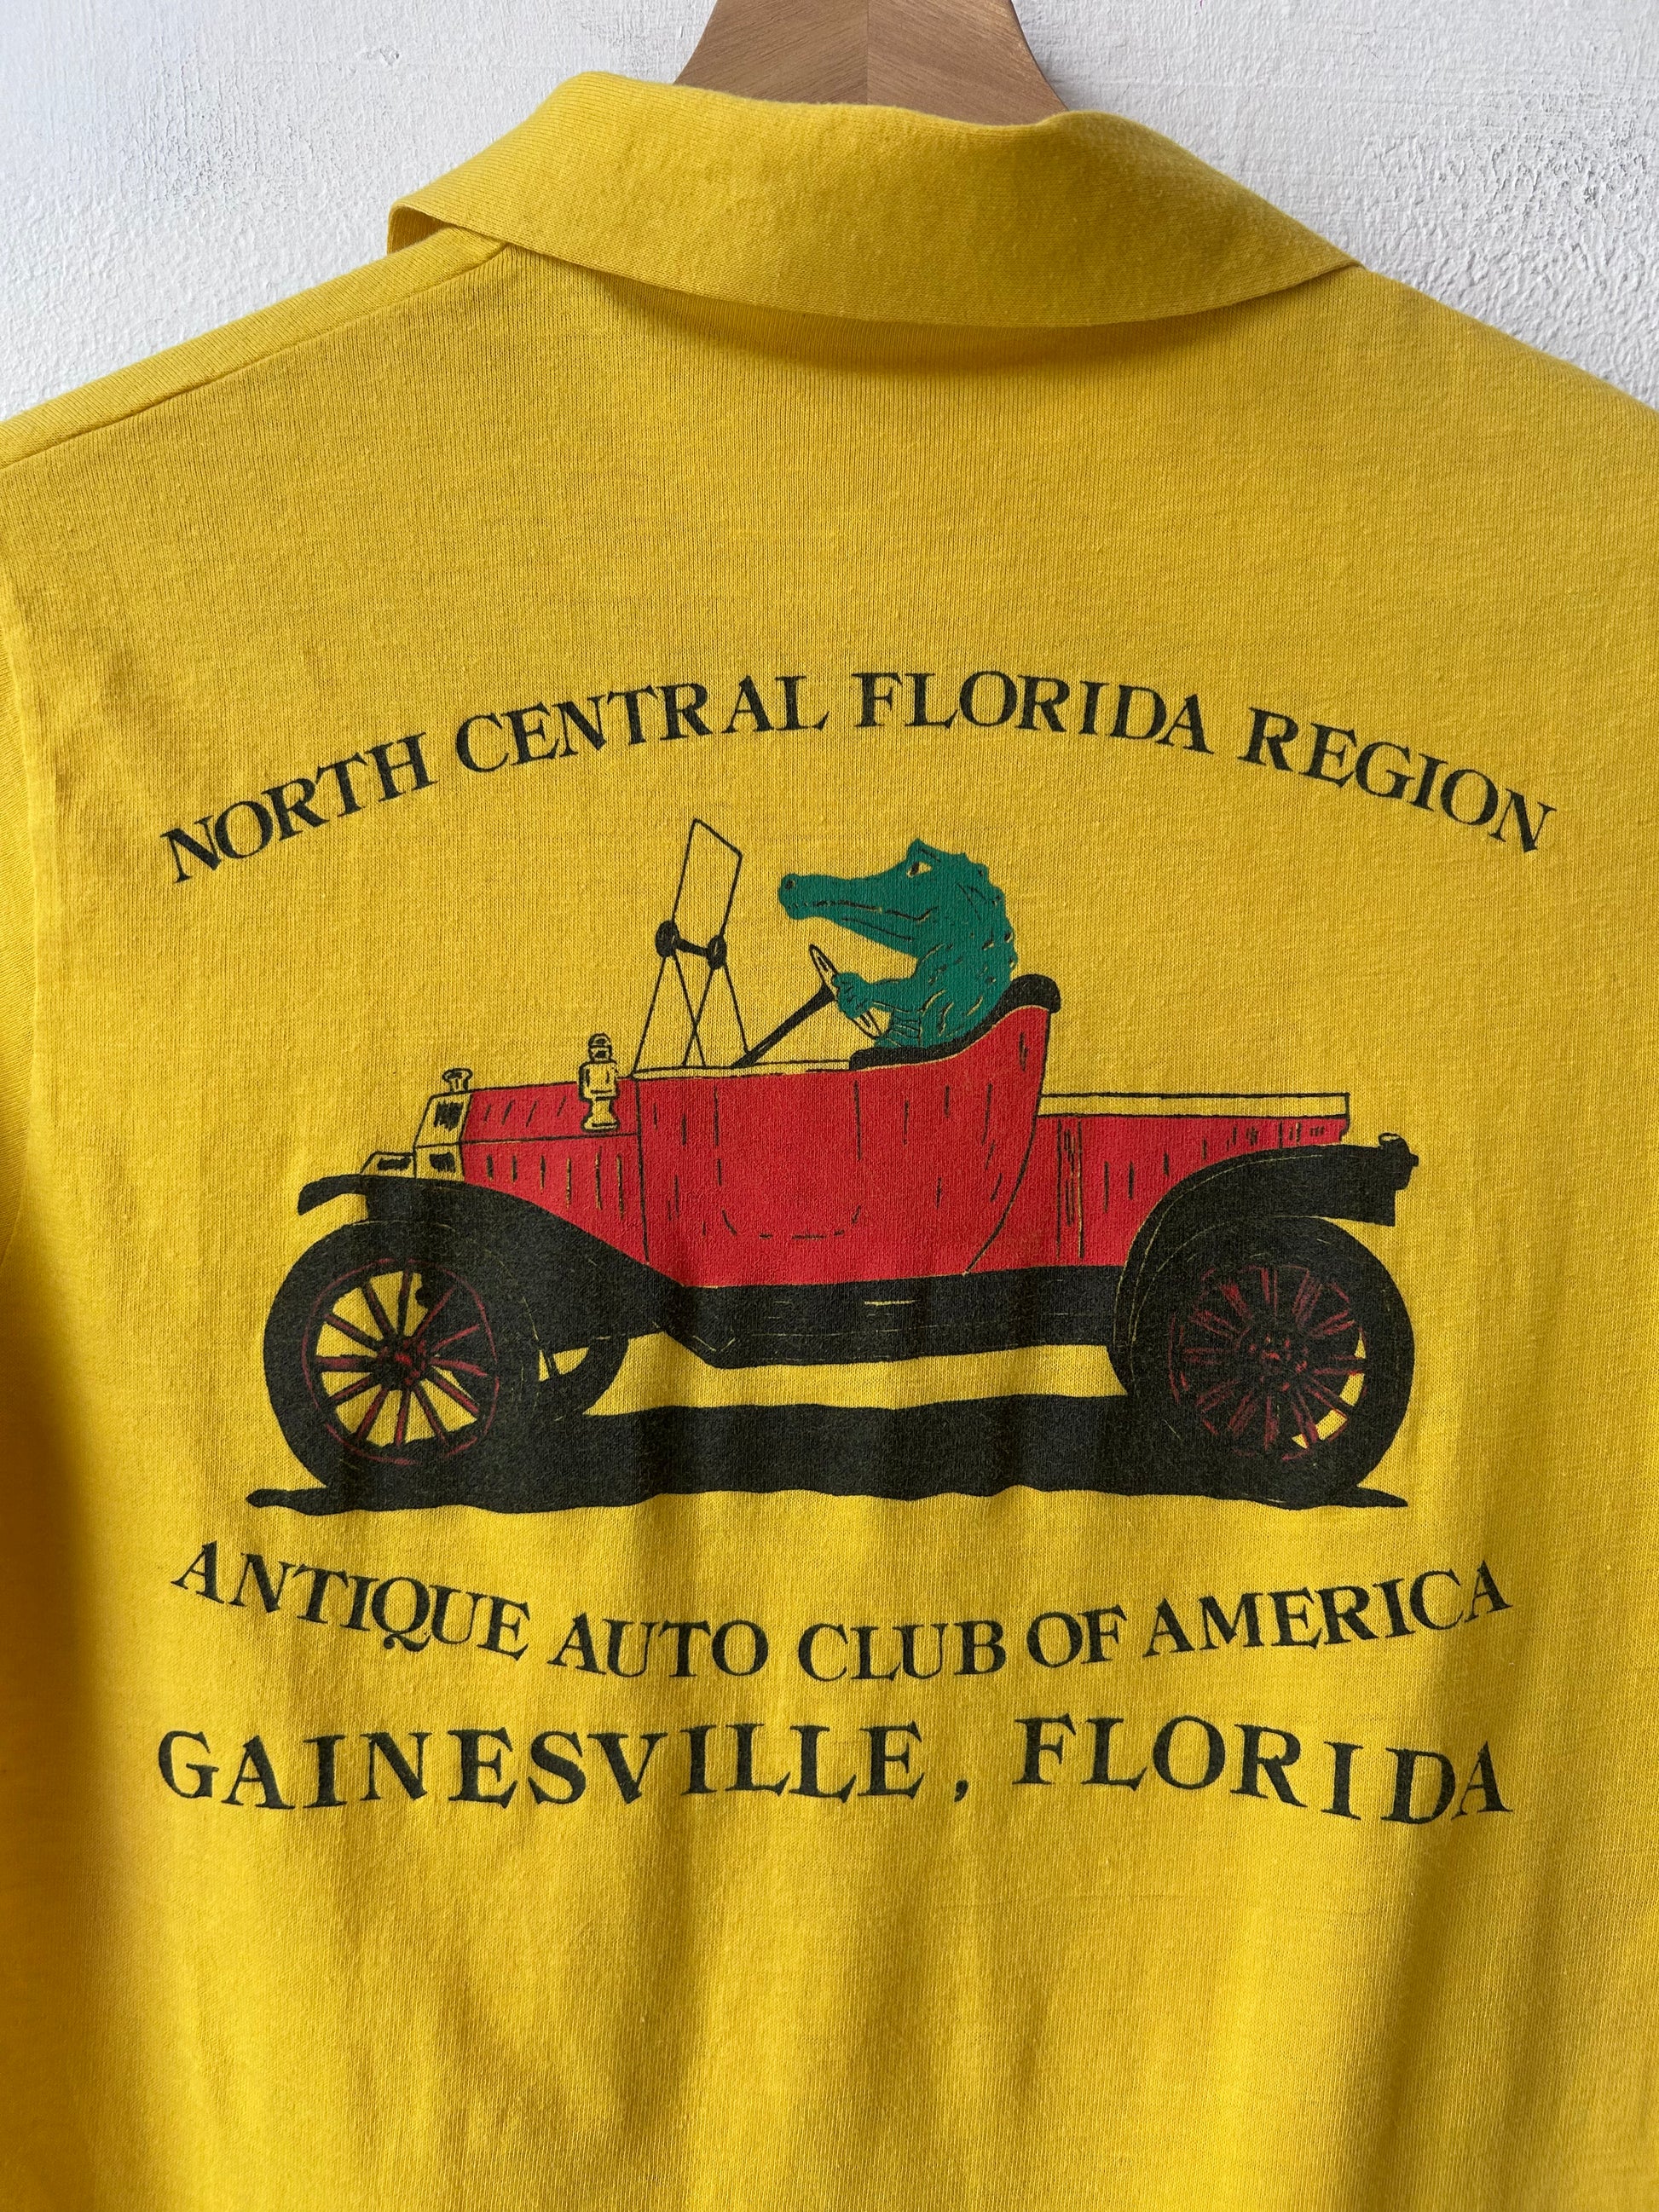 NORTH CENTRAL FLORIDA REGION
ANTIQUE AUTO CLUB OF AMERICA
GAINESVILLE, FLORIDA